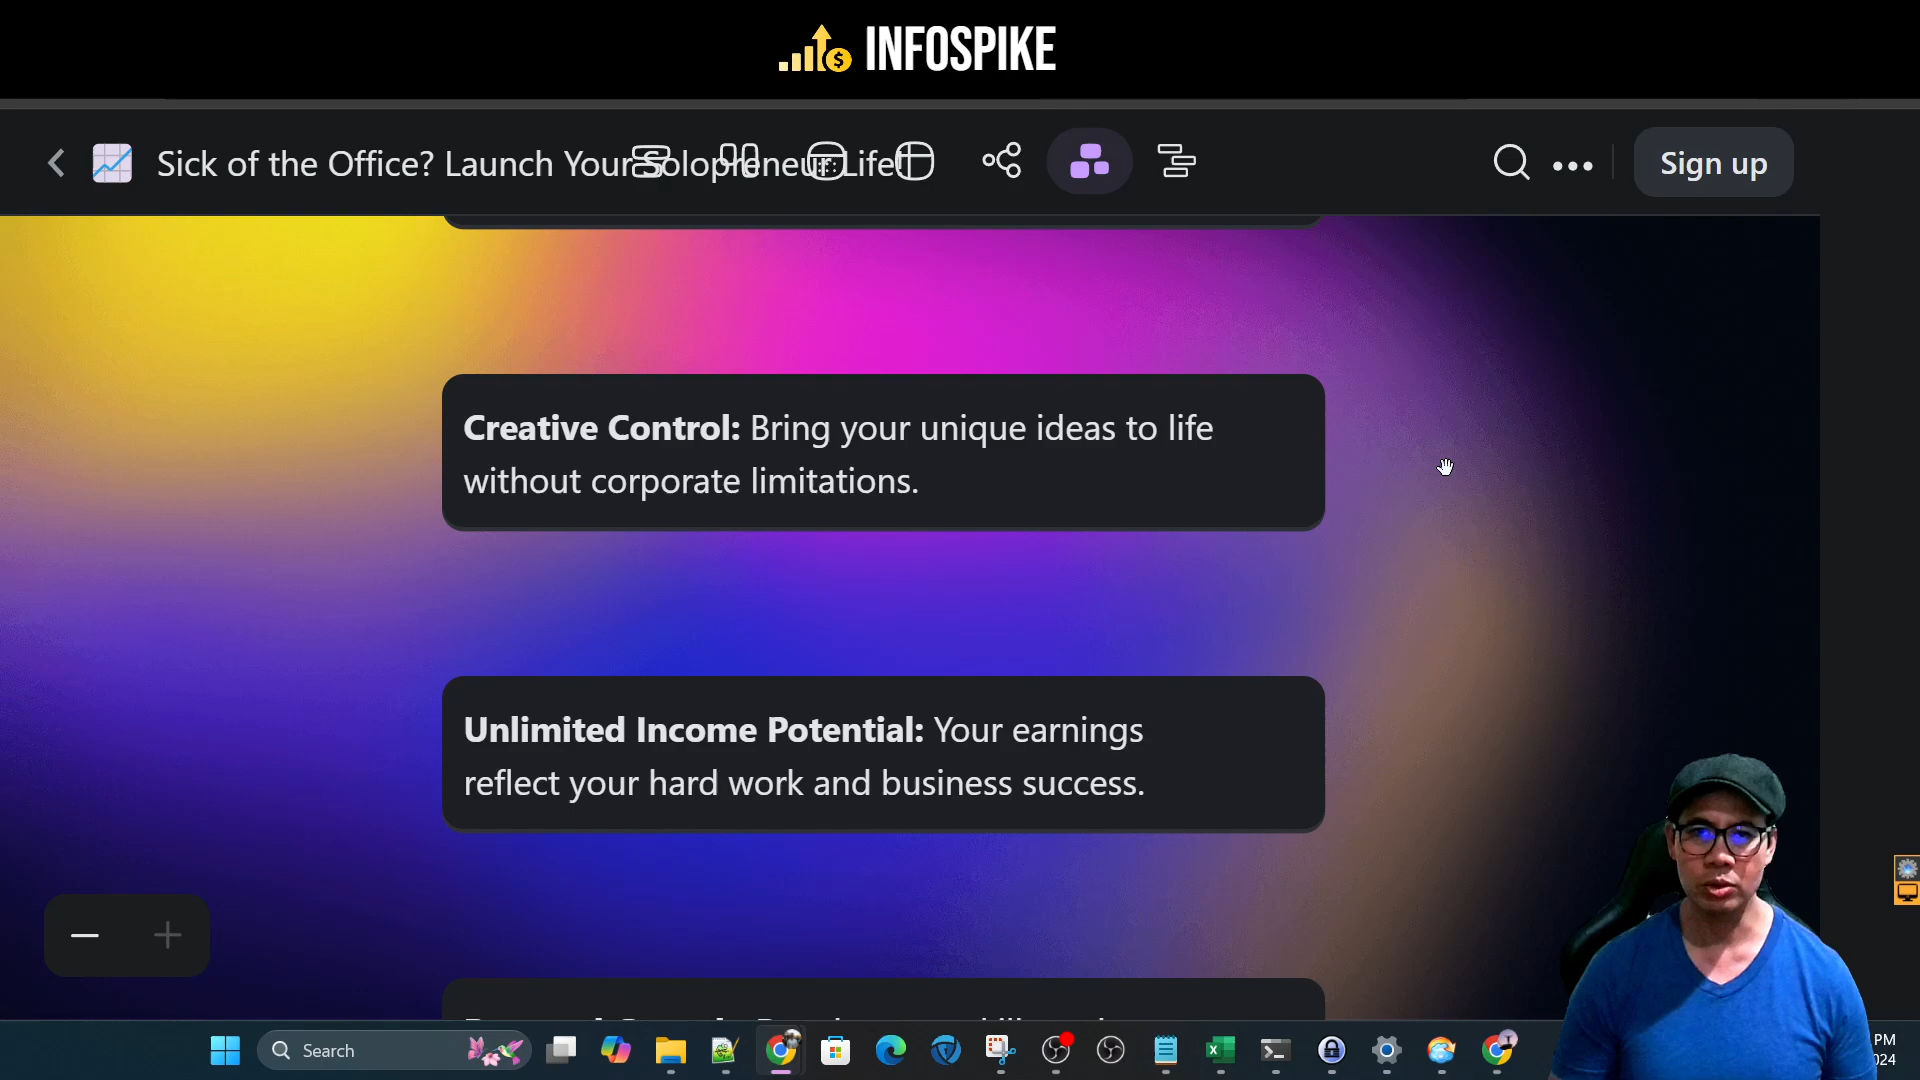 INFOSPIKE
Sick of the Office? Launch Your Solopreneur Life!
Sign up
Creative Control: Bring your unique ideas to life
without corporate limitations.
Unlimited Income Potential: Your earnings
reflect your hard work and business success.
Search
PM
024